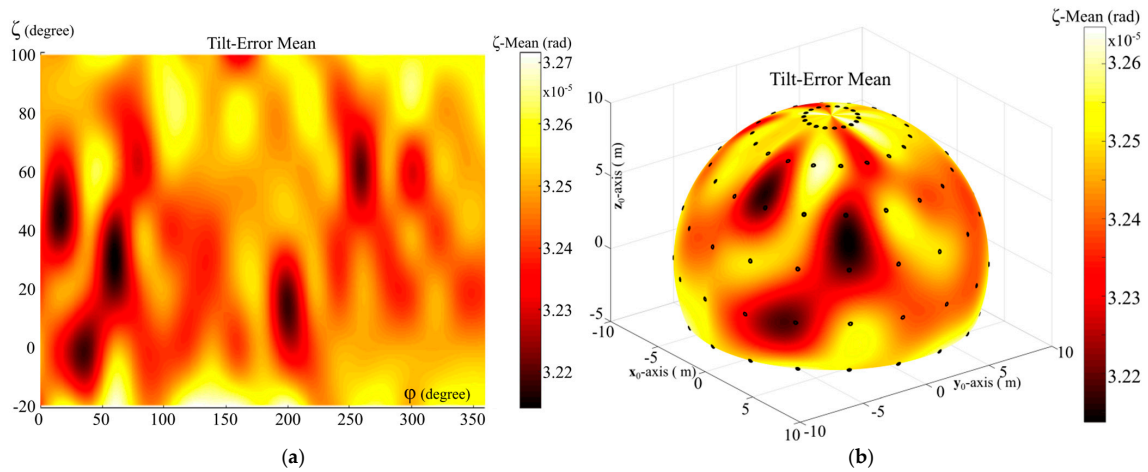 ζ (degree)
Tilt-Error Mean
ζ-Mean (rad)
100
80
60
40
20
0
-20
0
50
100
150
200
250
300
350
φ (degree)
3.27
x10⁻⁵
3.26
3.25
3.24
3.23
3.22
(a)
(b)
Tilt-Error Mean
ζ-Mean (rad)
x10⁻⁵
3.26
3.25
3.24
3.23
3.22
10
5
0
-5
z₀-axis ( m)
-10
-5
0
5
10
x₀-axis ( m)
-10
-5
0
5
10
y₀-axis ( m)
(b)